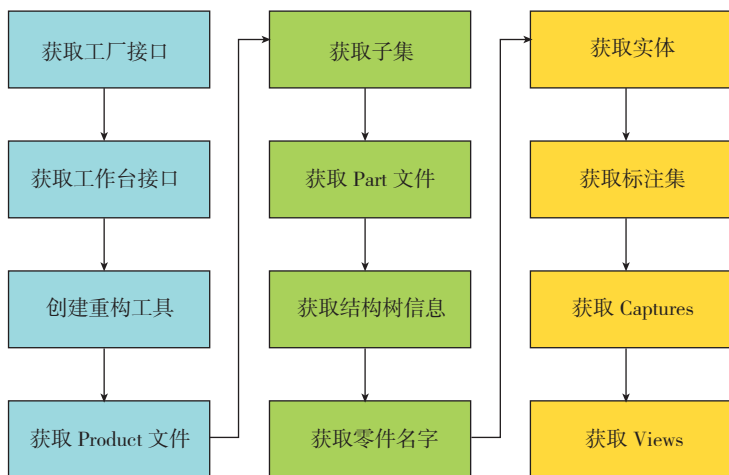 获取工厂接口
获取工作台接口
创建重构工具
获取 Product 文件
获取子集
获取 Part 文件
获取结构树信息
获取零件名字
获取实体
获取标注集
获取 Captures
获取 Views